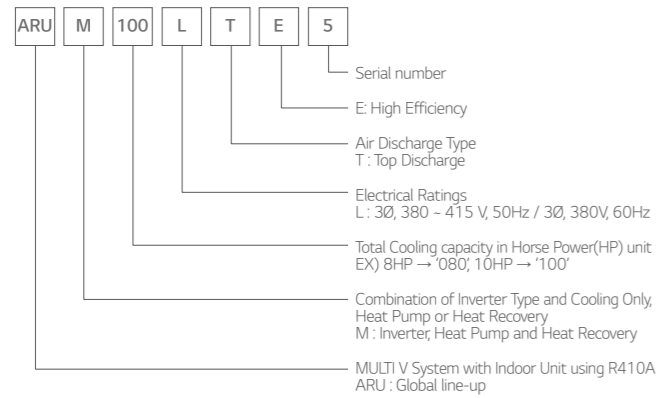 ARU M 100 L T E 5
Serial number
E: High Efficiency
Air Discharge Type
T : Top Discharge
Electrical Ratings
L : 3Ø, 380 ~ 415 V, 50Hz / 3Ø, 380V, 60Hz
Total Cooling capacity in Horse Power(HP) unit
EX) 8HP → ‘080’, 10HP → ‘100’
Combination of Inverter Type and Cooling Only,
Heat Pump or Heat Recovery
M : Inverter, Heat Pump and Heat Recovery
MULTI V System with Indoor Unit using R410A
ARU : Global line-up